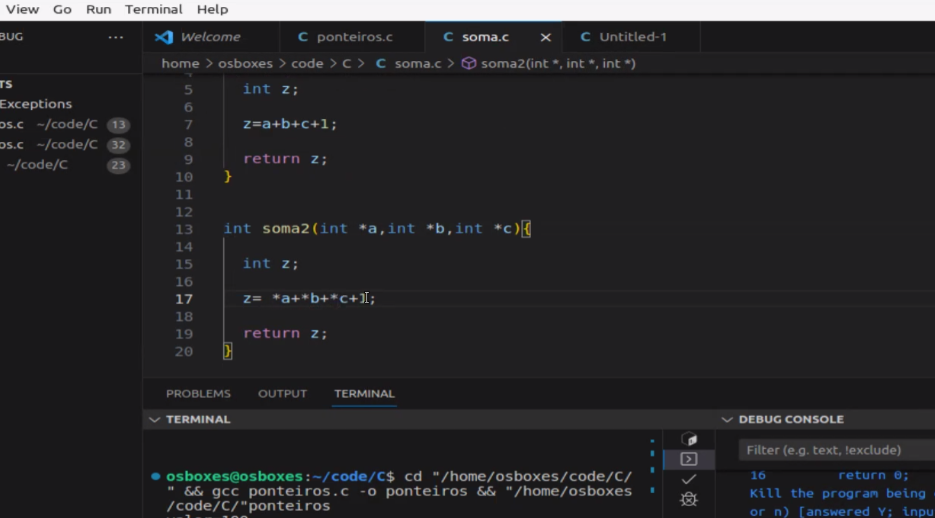 View Go Run Terminal Help
BUG ...
Welcome
C ponteiros.c
C soma.c ×
C Untitled-1
home > osboxes > code > C > C soma.c > soma2(int *, int *, int *)
TS
Exceptions
os.c ~/code/C 13
os.c ~/code/C 32
~/code/C 23
5 int z;
6
7 z=a+b+c+1;
8
9 return z;
10 }
11
12
13 int soma2(int *a,int *b,int *c){
14
15 int z;
16
17 z= *a+*b+*c+1;
18
19 return z;
20 }
PROBLEMS OUTPUT TERMINAL
TERMINAL
osboxes@osboxes:~/code/C$ cd "/home/osboxes/code/C/
" && gcc ponteiros.c -o ponteiros && "/home/osboxes
/code/C/"ponteiros
DEBUG CONSOLE
Filter (e.g. text, !exclude)
16 return 0;
Kill the program being
or n) [answered Y; inpu